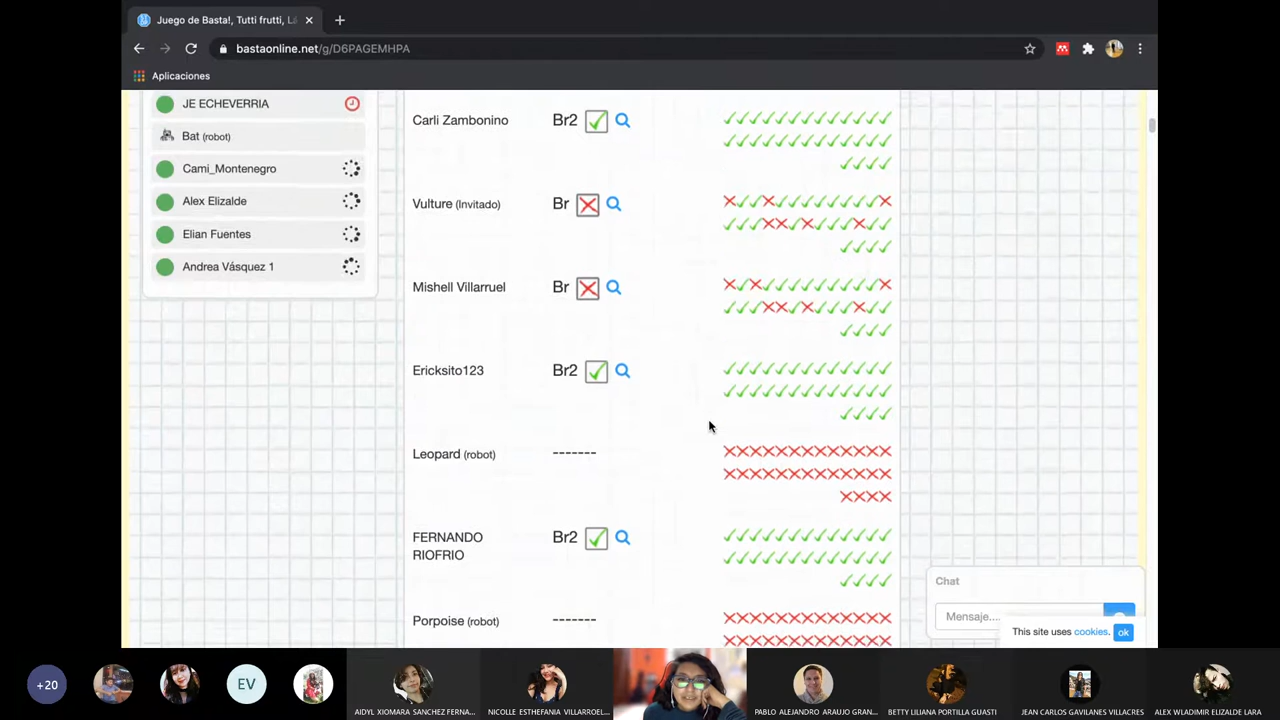 Juego de Basta!, Tutti frutti, Lá
bastaonline.net/g/D6PAGEMHPA
Aplicaciones
JE ECHEVERRIA
Bat (robot)
Cami_Montenegro
Alex Elizalde
Elian Fuentes
Andrea Vásquez 1
Carli Zambonino Br2
Vulture (Invitado) Br
Mishell Villarruel Br
Ericksito123 Br2
Leopard (robot) -------
FERNANDO RIOFRIO Br2
Porpoise (robot) -------
Chat
Mensaje....
This site uses cookies. ok
+20
EV
AIDYL XIOMARA SANCHEZ FERNA...
NICOLLE ESTHEFANIA VILLARROEL...
PABLO ALEJANDRO ARAUJO GRAN...
BETTY LILIANA PORTILLA GUASTI
JEAN CARLOS GAVILANES VILLACRES
ALEX WLADIMIR ELIZALDE LARA